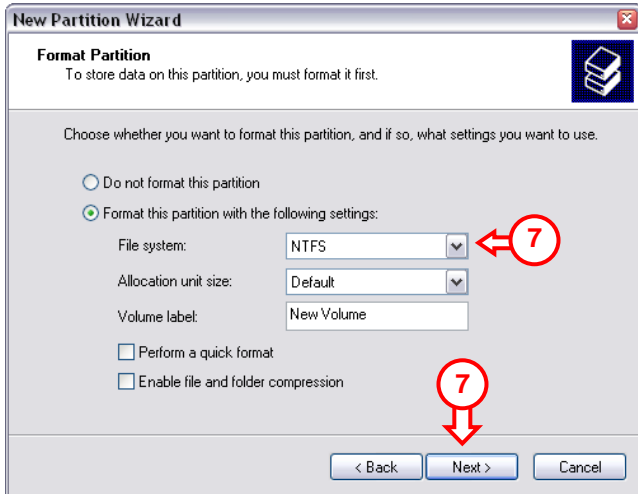 New Partition Wizard
Format Partition
To store data on this partition, you must format it first.
Choose whether you want to format this partition, and if so, what settings you want to use.
Do not format this partition
Format this partition with the following settings:
File system: NTFS 7
Allocation unit size: Default
Volume label: New Volume
Perform a quick format
Enable file and folder compression
7
< Back Next > Cancel